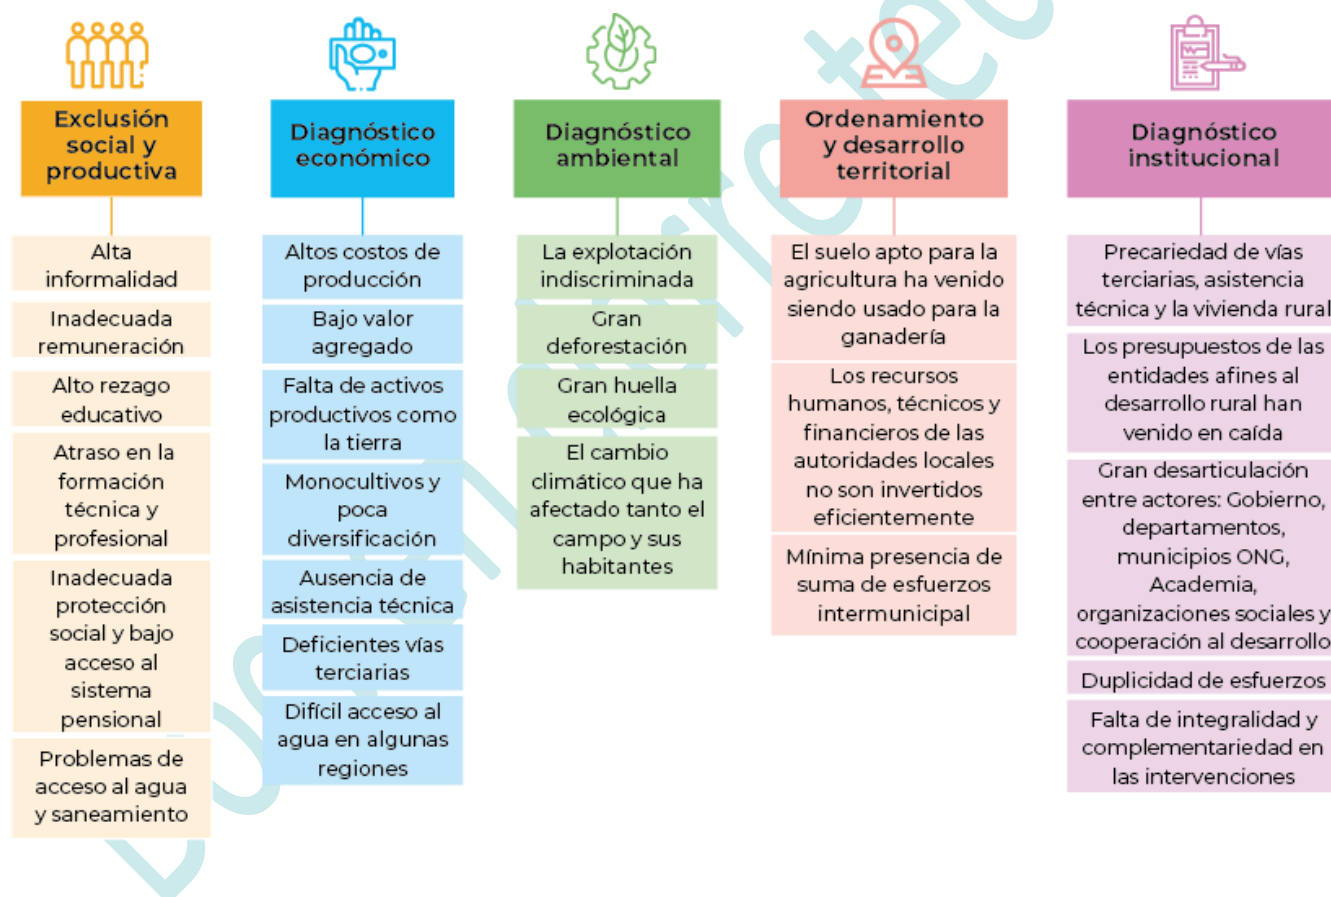 Exclusión
social y
productiva
Alta
informalidad
Inadecuada
remuneración
Alto rezago
educativo
Atraso en la
formación
técnica y
profesional
Inadecuada
protección
social y bajo
acceso al
sistema
pensional
Problemas de
acceso al agua
y saneamiento
Diagnóstico
económico
Altos costos de
producción
Bajo valor
agregado
Falta de activos
productivos como
la tierra
Monocultivos y
poca
diversificación
Ausencia de
asistencia técnica
Deficientes vías
terciarias
Difícil acceso al
agua en algunas
regiones
Diagnóstico
ambiental
La explotación
indiscriminada
Gran
deforestación
Gran huella
ecológica
El cambio
climático que ha
afectado tanto el
campo y sus
habitantes
Ordenamiento
y desarrollo
territorial
El suelo apto para la
agricultura ha venido
siendo usado para la
ganadería
Los recursos
humanos, técnicos y
financieros de las
autoridades locales
no son invertidos
eficientemente
Mínima presencia de
suma de esfuerzos
intermunicipal
Diagnóstico
institucional
Precariedad de vías
terciarias, asistencia
técnica y la vivienda rural
Los presupuestos de las
entidades afines al
desarrollo rural han
venido en caída
Gran desarticulación
entre actores: Gobierno,
departamentos,
municipios ONG,
Academia,
organizaciones sociales y
cooperación al desarrollo
Duplicidad de esfuerzos
Falta de integralidad y
complementariedad en
las intervenciones